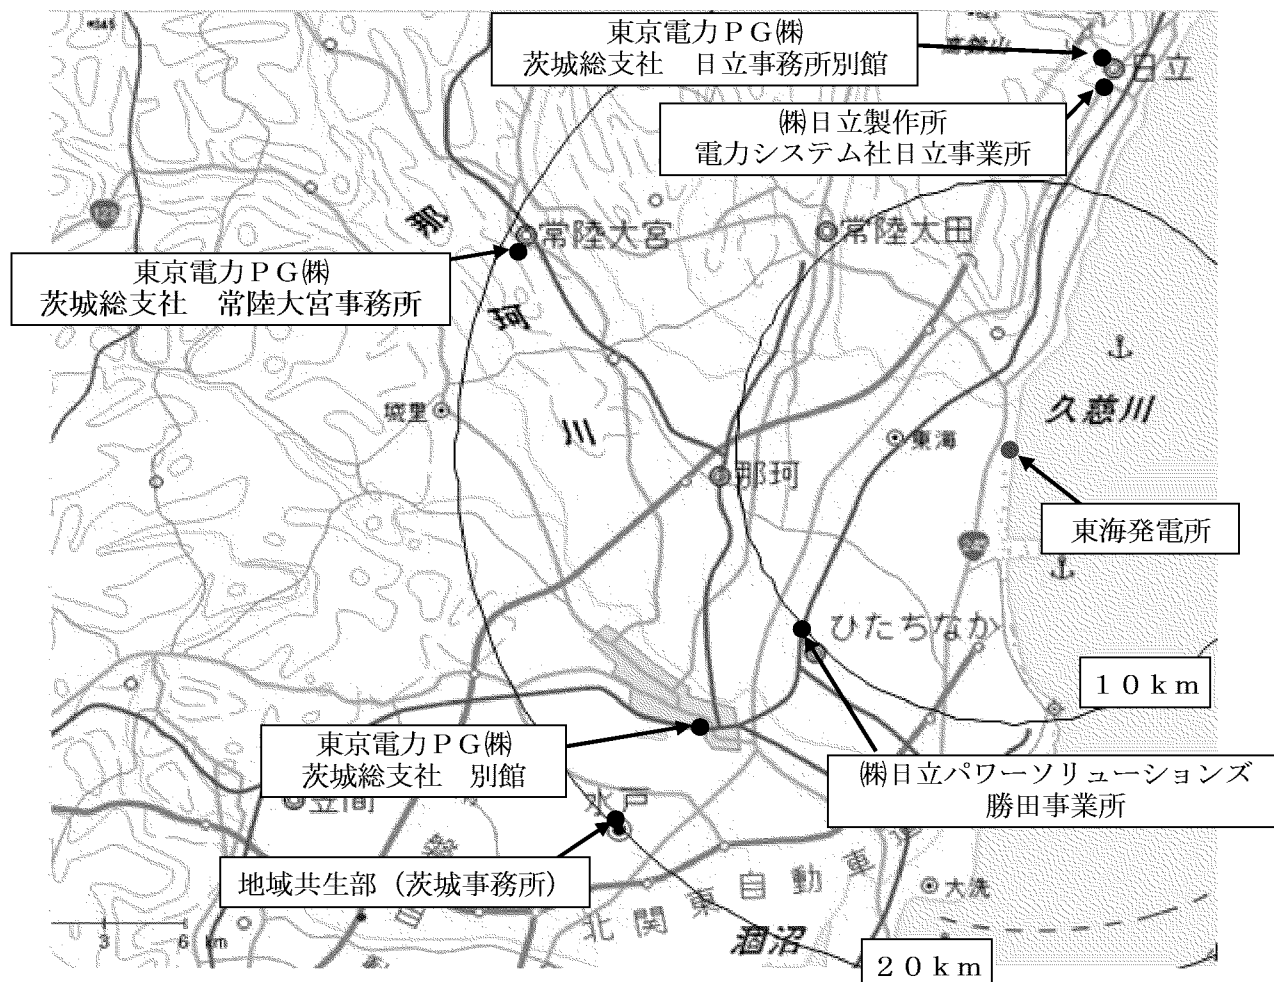 東京電力ＰＧ㈱
茨城総支社　日立事務所別館
日立
㈱日立製作所
電力システム社日立事業所
那
珂
川
常陸大宮
常陸太田
東京電力ＰＧ㈱
茨城総支社　常陸大宮事務所
城里
久慈川
東海
那珂
東海発電所
ひたちなか
１０ｋｍ
東京電力ＰＧ㈱
茨城総支社　別館
㈱日立パワーソリューションズ
勝田事業所
笠間
水戸
地域共生部（茨城事務所）
大洗
北関東自動車
涸沼
3 6 km
２０ｋｍ